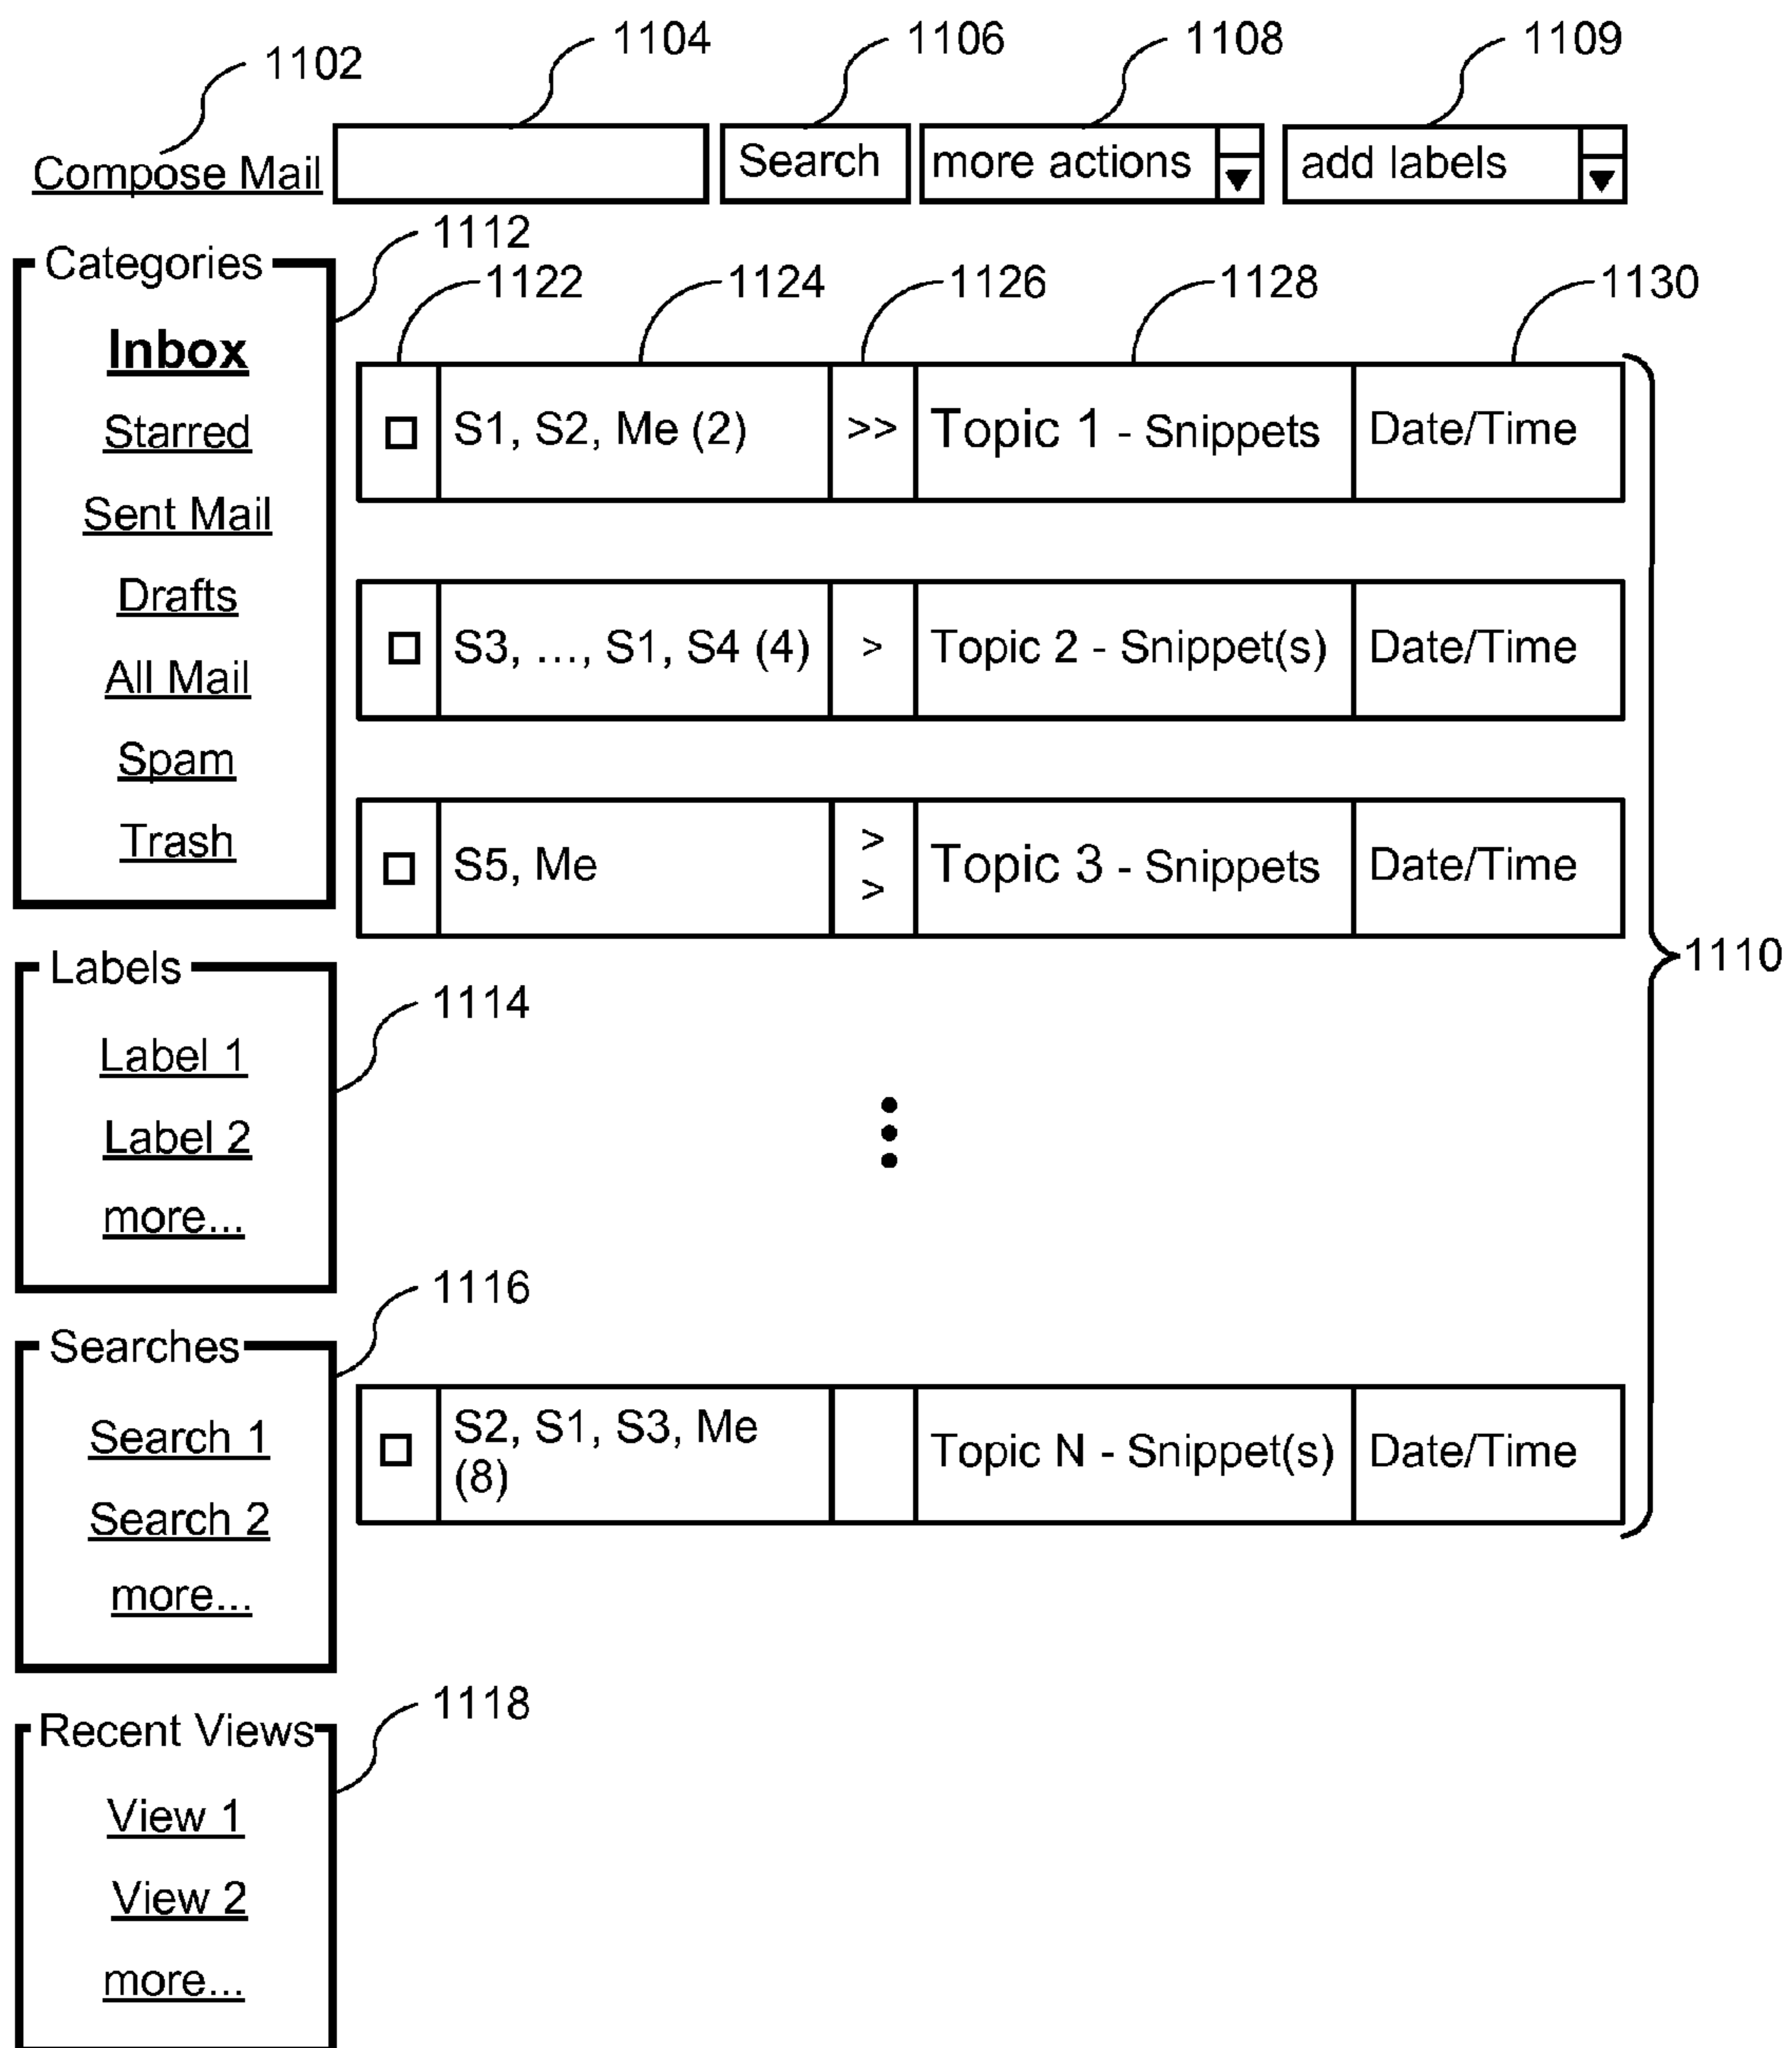 1102
1104
1106
1108
1109
Compose Mail
Search
more actions
add labels
1112
Categories
Inbox
Starred
Sent Mail
Drafts
All Mail
Spam
Trash
1122
1124
1126
1128
1130
S1, S2, Me (2)
>>
Topic 1 - Snippets
Date/Time
S3, ..., S1, S4 (4)
>
Topic 2 - Snippet(s)
Date/Time
S5, Me
>
>
Topic 3 - Snippets
Date/Time
1110
Labels
1114
Label 1
Label 2
more...
1116
Searches
Search 1
Search 2
more...
S2, S1, S3, Me
(8)
Topic N - Snippet(s)
Date/Time
1118
Recent Views
View 1
View 2
more...